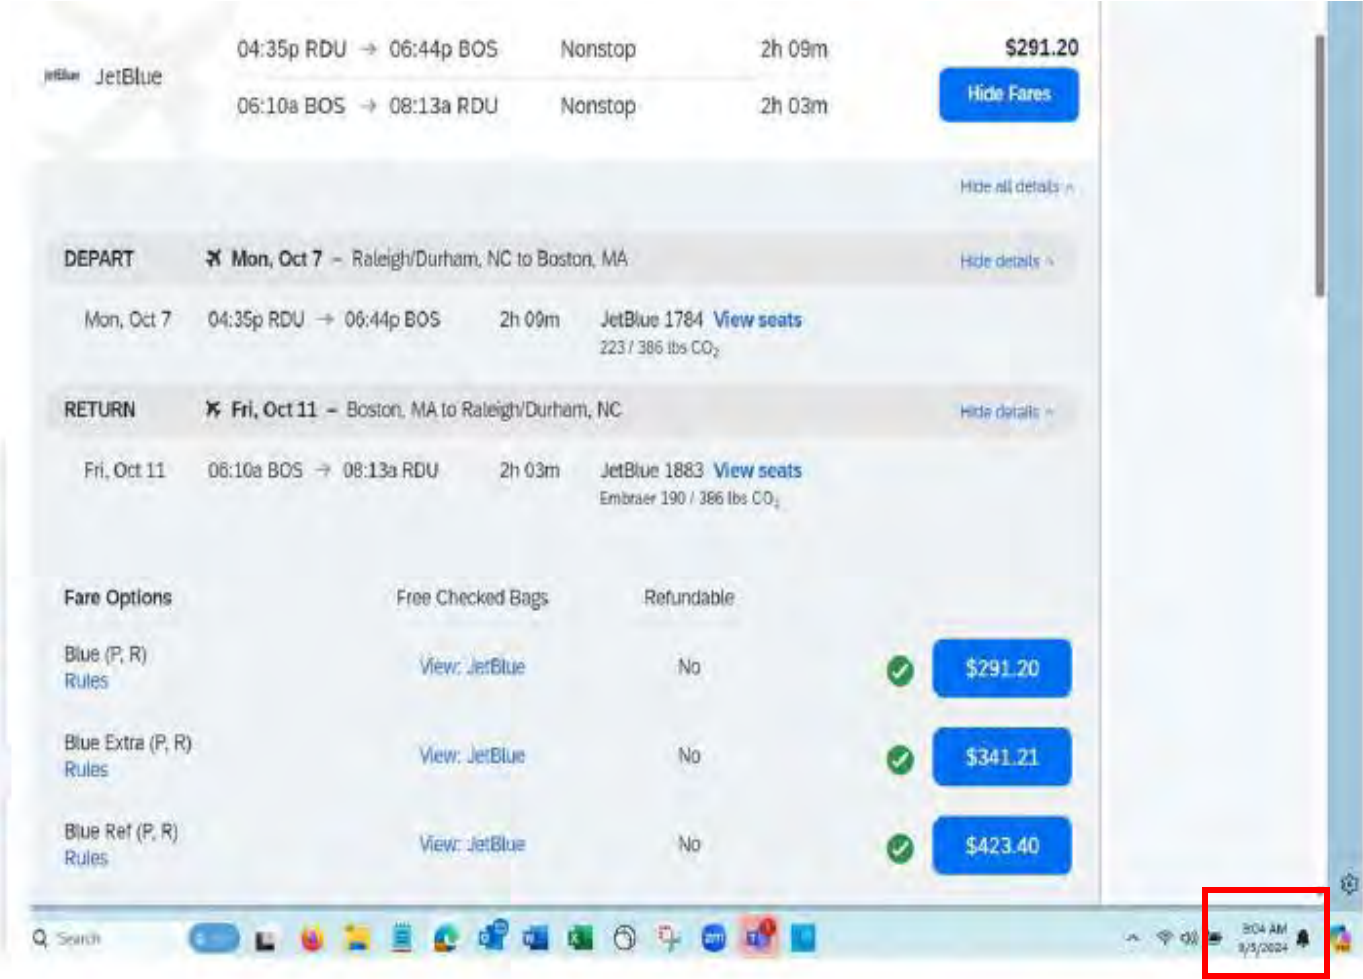 04:35p RDU → 06:44p BOS Nonstop 2h 09m $291.20
jetBlue JetBlue
Hide Fares
06:10a BOS → 08:13a RDU Nonstop 2h 03m
Hide all details
DEPART Mon, Oct 7 – Raleigh/Durham, NC to Boston, MA Hide details
Mon, Oct 7 04:35p RDU → 06:44p BOS 2h 09m JetBlue 1784 View seats
223 / 386 lbs CO₂
RETURN Fri, Oct 11 – Boston, MA to Raleigh/Durham, NC Hide details
Fri, Oct 11 06:10a BOS → 08:13a RDU 2h 03m JetBlue 1883 View seats
Embraer 190 / 386 lbs CO₂
Fare Options Free Checked Bags Refundable
Blue (P, R) View: JetBlue No $291.20
Rules
Blue Extra (P, R) View: JetBlue No $341.21
Rules
Blue Ref (P, R) View: JetBlue No $423.40
Rules
Search
AM